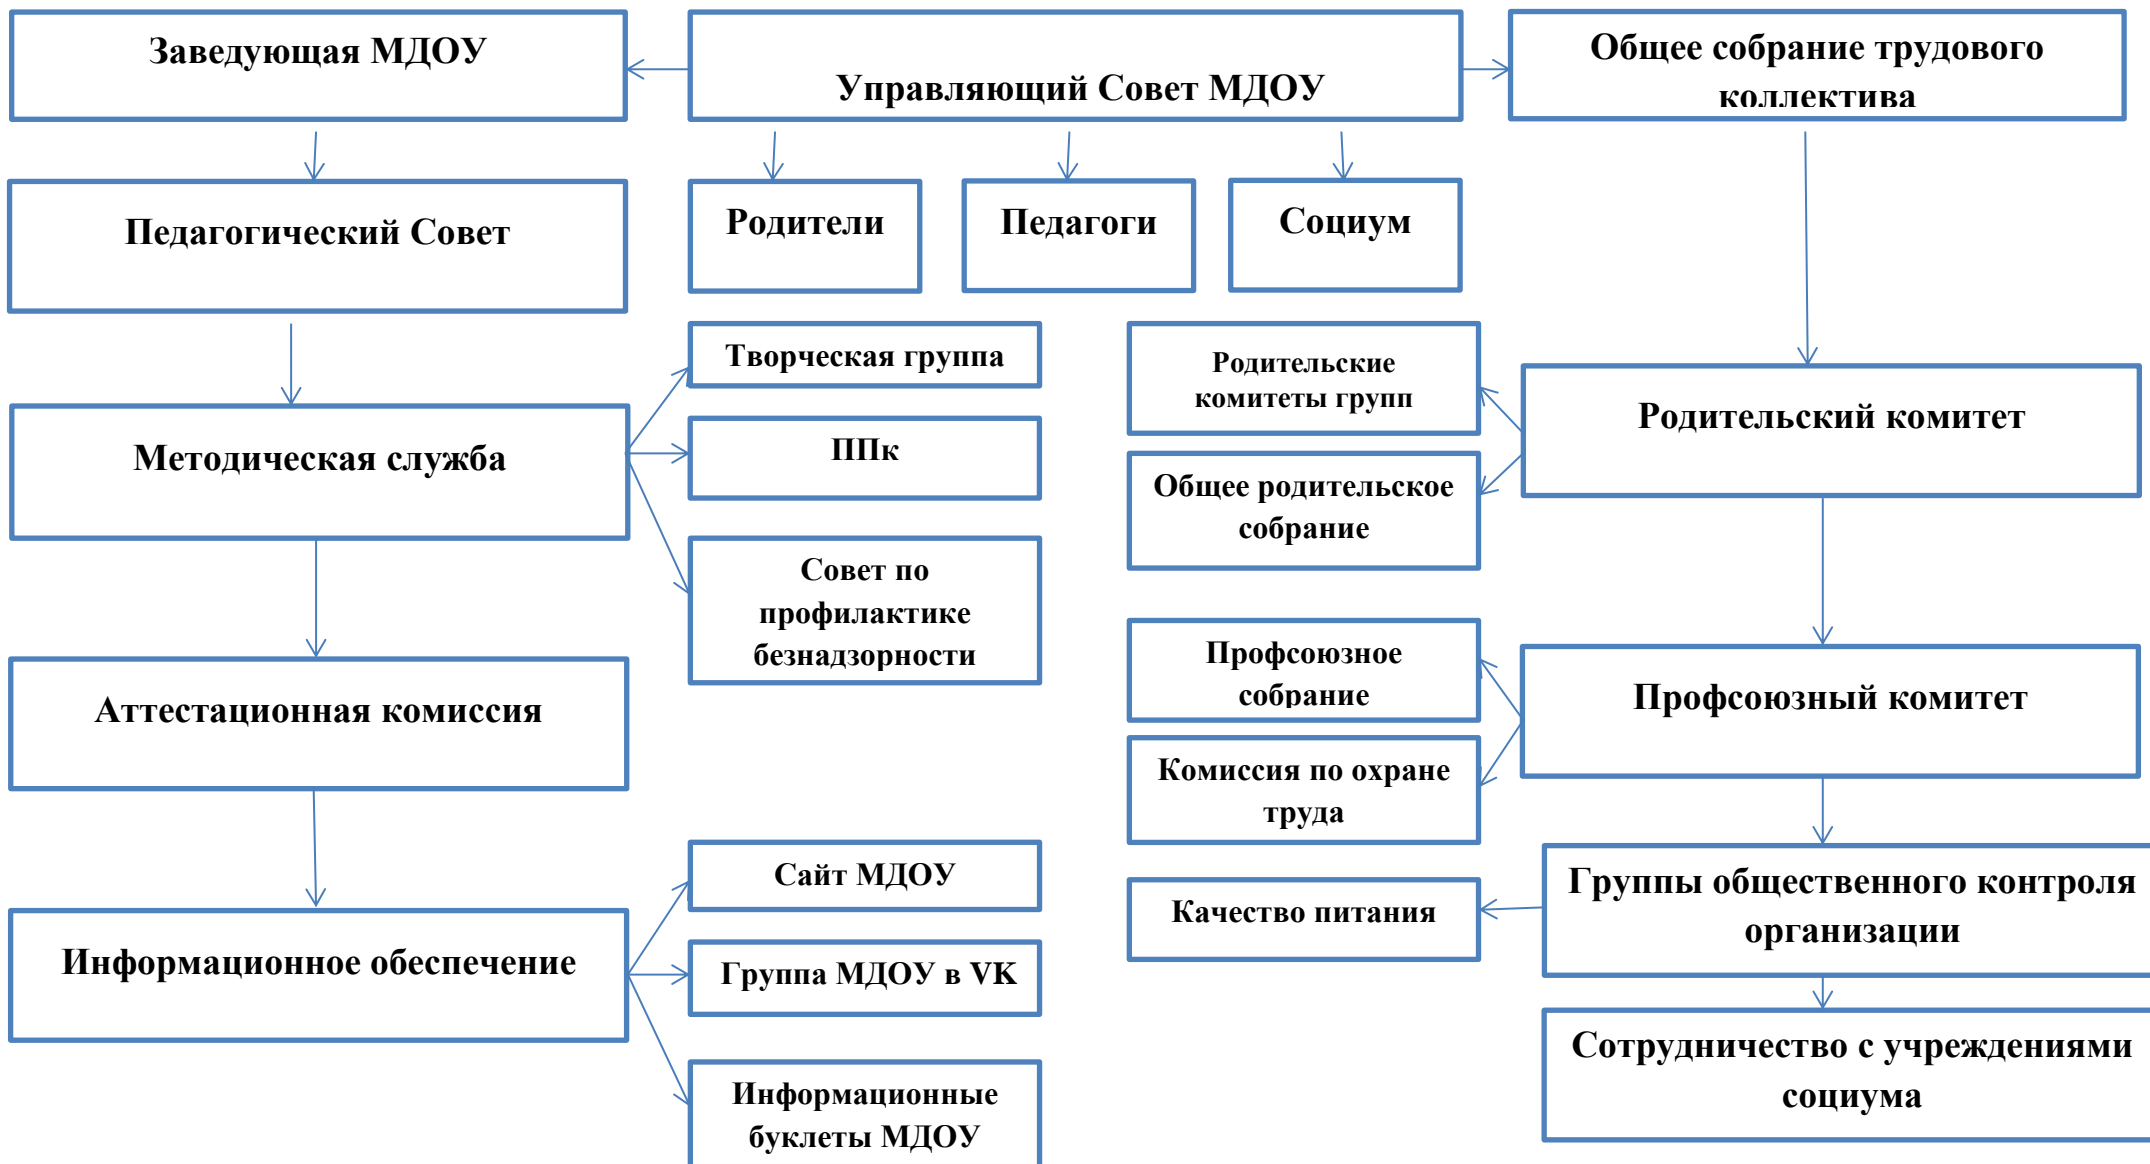 Заведующая МДОУ
Управляющий Совет МДОУ
Общее собрание трудового
коллектива
Педагогический Совет
Родители
Педагоги
Социум
Творческая группа
Родительские
комитеты групп
Родительский комитет
Методическая служба
ППк
Общее родительское
собрание
Совет по
профилактике
безнадзорности
Профсоюзное
собрание
Профсоюзный комитет
Аттестационная комиссия
Комиссия по охране
труда
Сайт МДОУ
Качество питания
Группы общественного контроля
организации
Информационное обеспечение
Группа МДОУ в VK
Сотрудничество с учреждениями
социума
Информационные
буклеты МДОУ